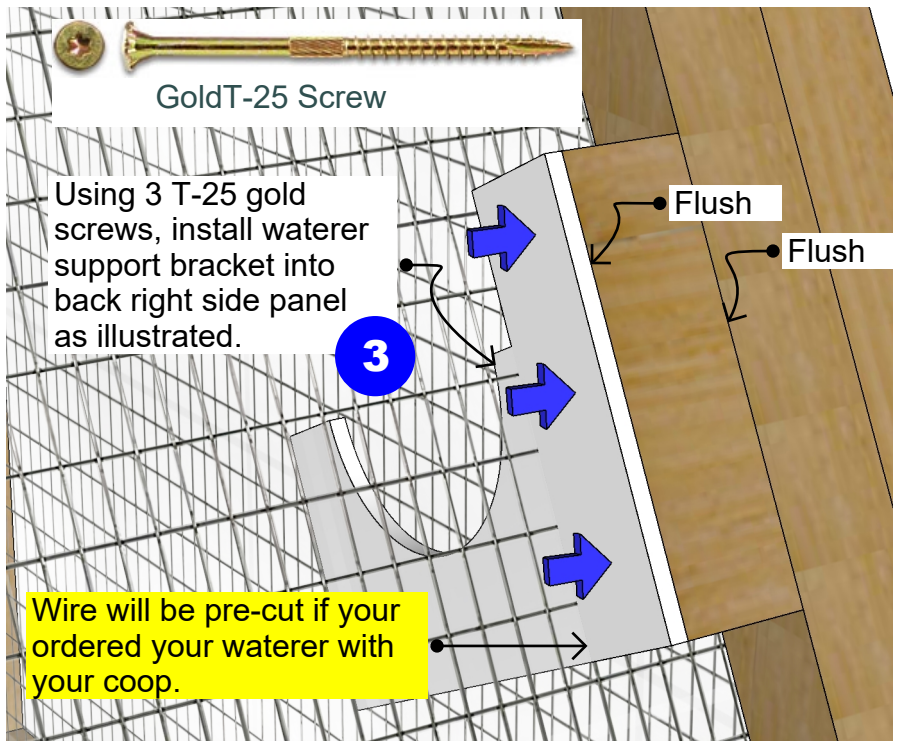 GoldT-25 Screw
Using 3 T-25 gold
screws, install waterer
support bracket into
back right side panel
as illustrated.
3
Flush
Flush
Wire will be pre-cut if your
ordered your waterer with
your coop.